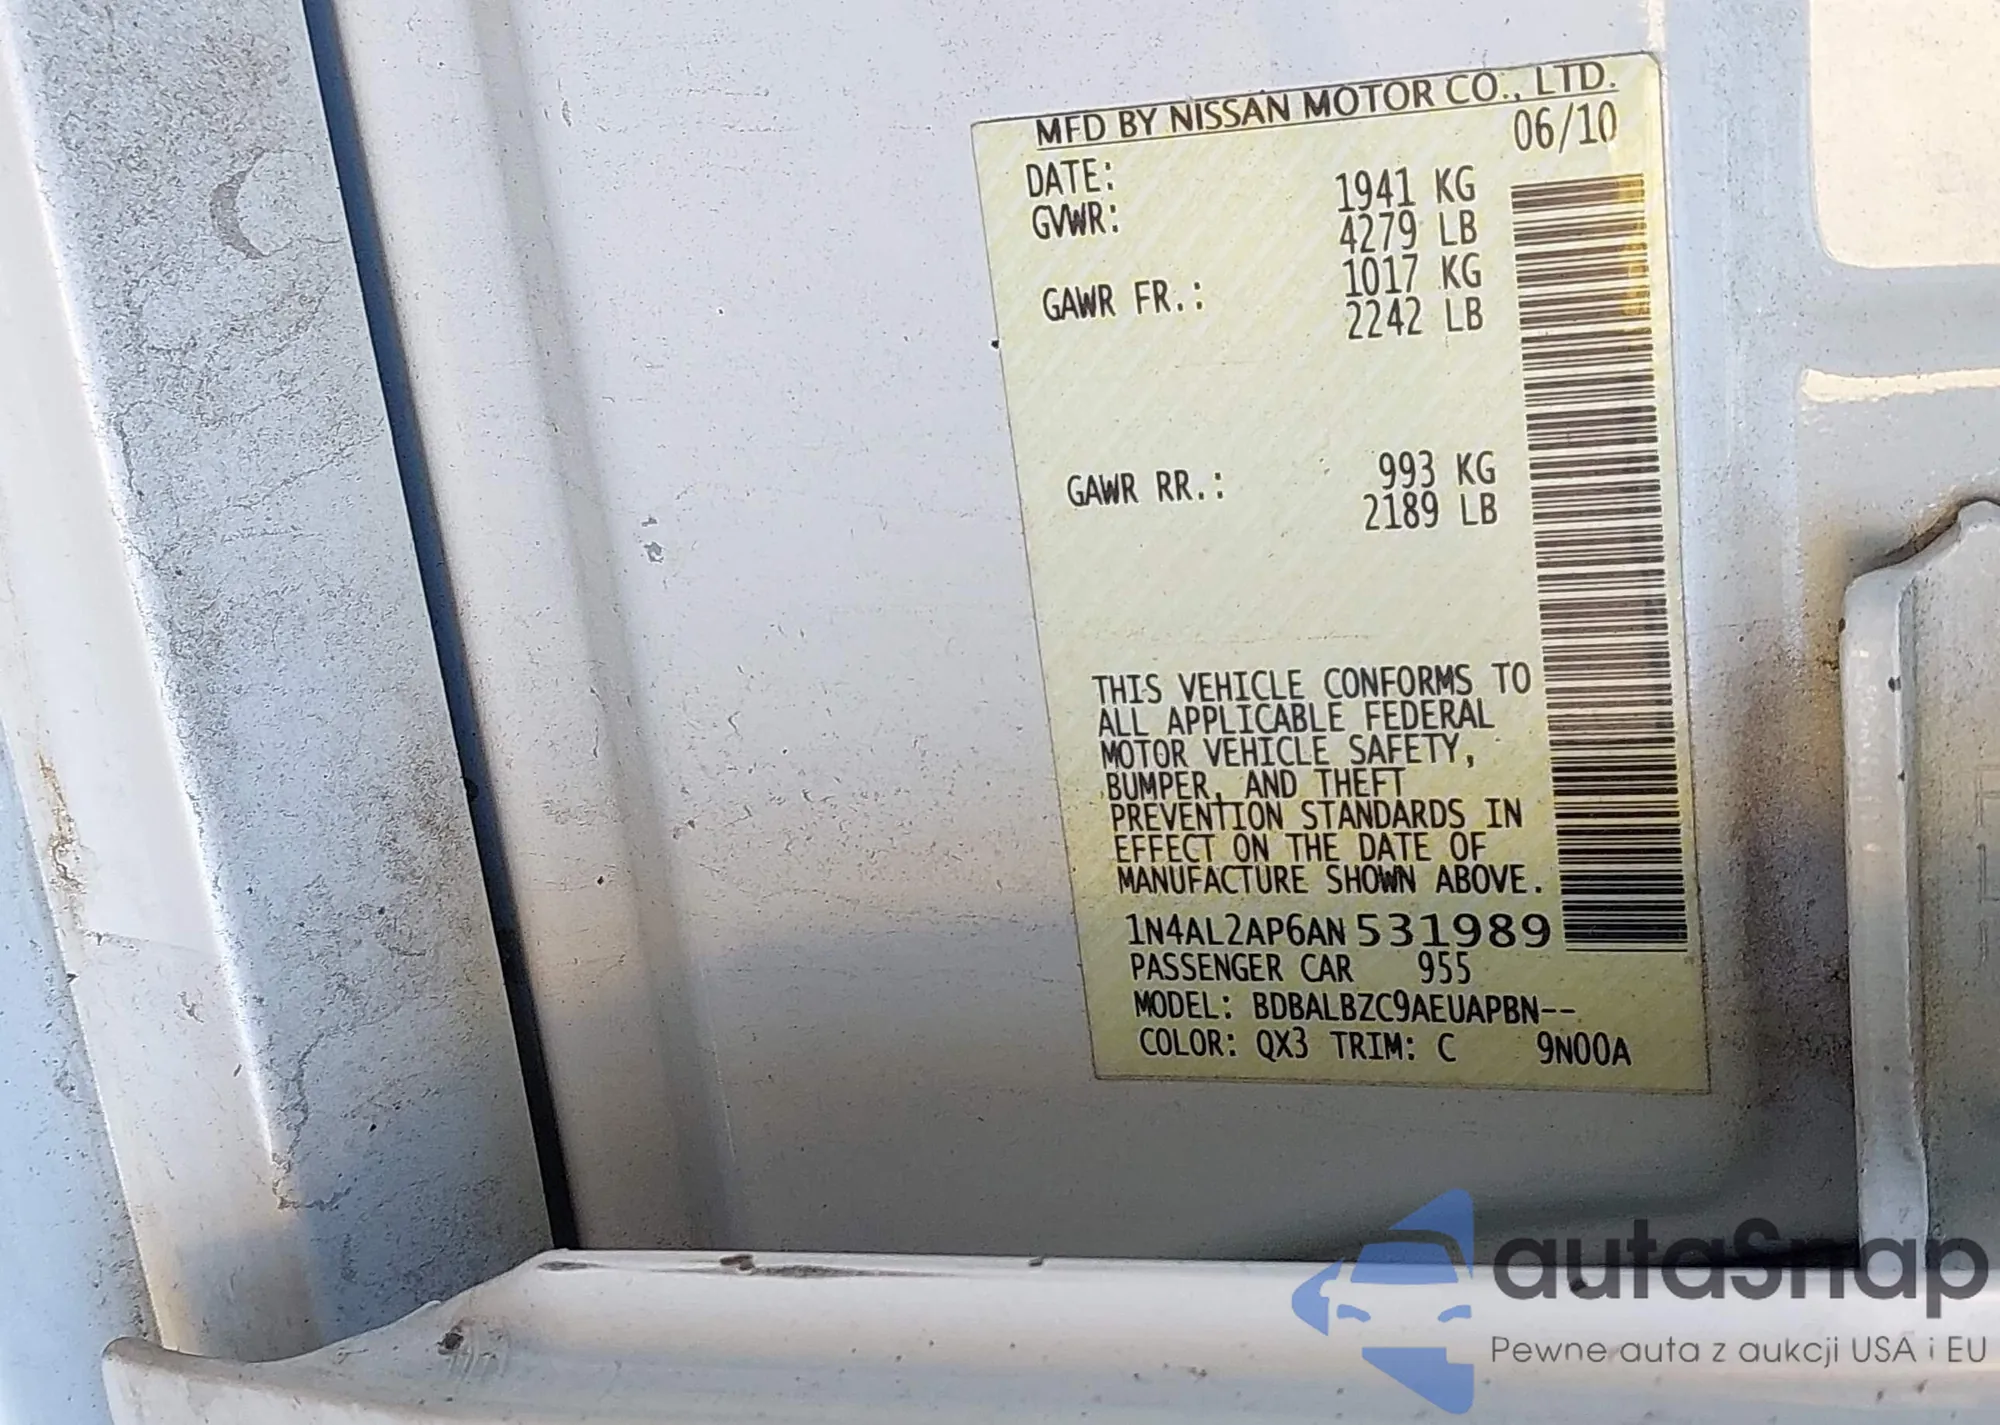 MFD BY NISSAN MOTOR CO., LTD.
DATE: 06/10
GVWR: 1941 KG
4279 LB
GAWR FR.: 1017 KG
2242 LB
GAWR RR.: 993 KG
2189 LB
THIS VEHICLE CONFORMS TO
ALL APPLICABLE FEDERAL
MOTOR VEHICLE SAFETY,
BUMPER, AND THEFT
PREVENTION STANDARDS IN
EFFECT ON THE DATE OF
MANUFACTURE SHOWN ABOVE.
1N4AL2AP6AN531989
PASSENGER CAR 955
MODEL: BDBALBZC9AEUAPBN--
COLOR: QX3 TRIM: C 9N00A
autaSnap
Pewne auta z aukcji USA i EU